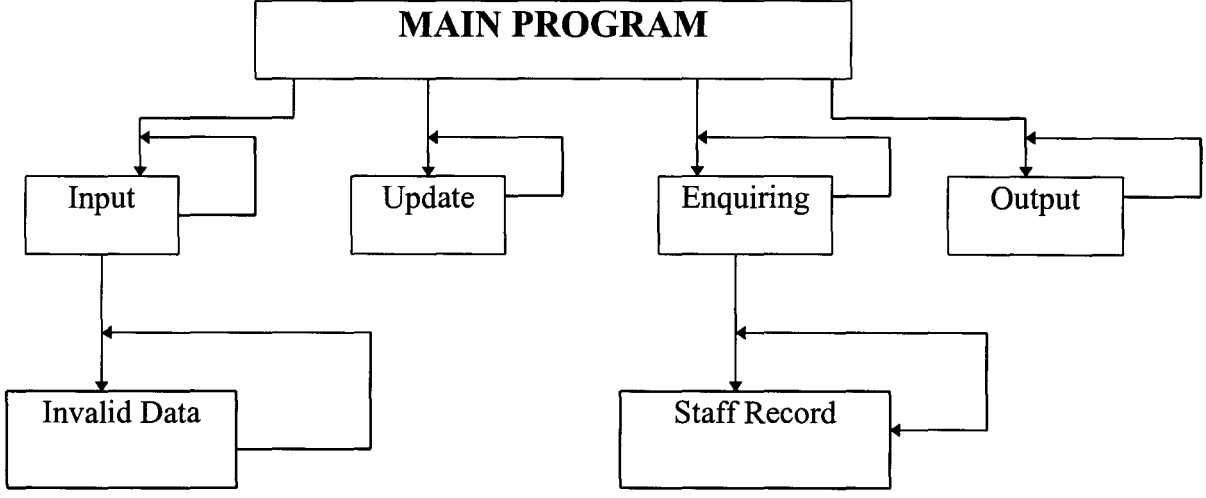 MAIN PROGRAM
Input
Update
Enquiring
Output
Invalid Data
Staff Record